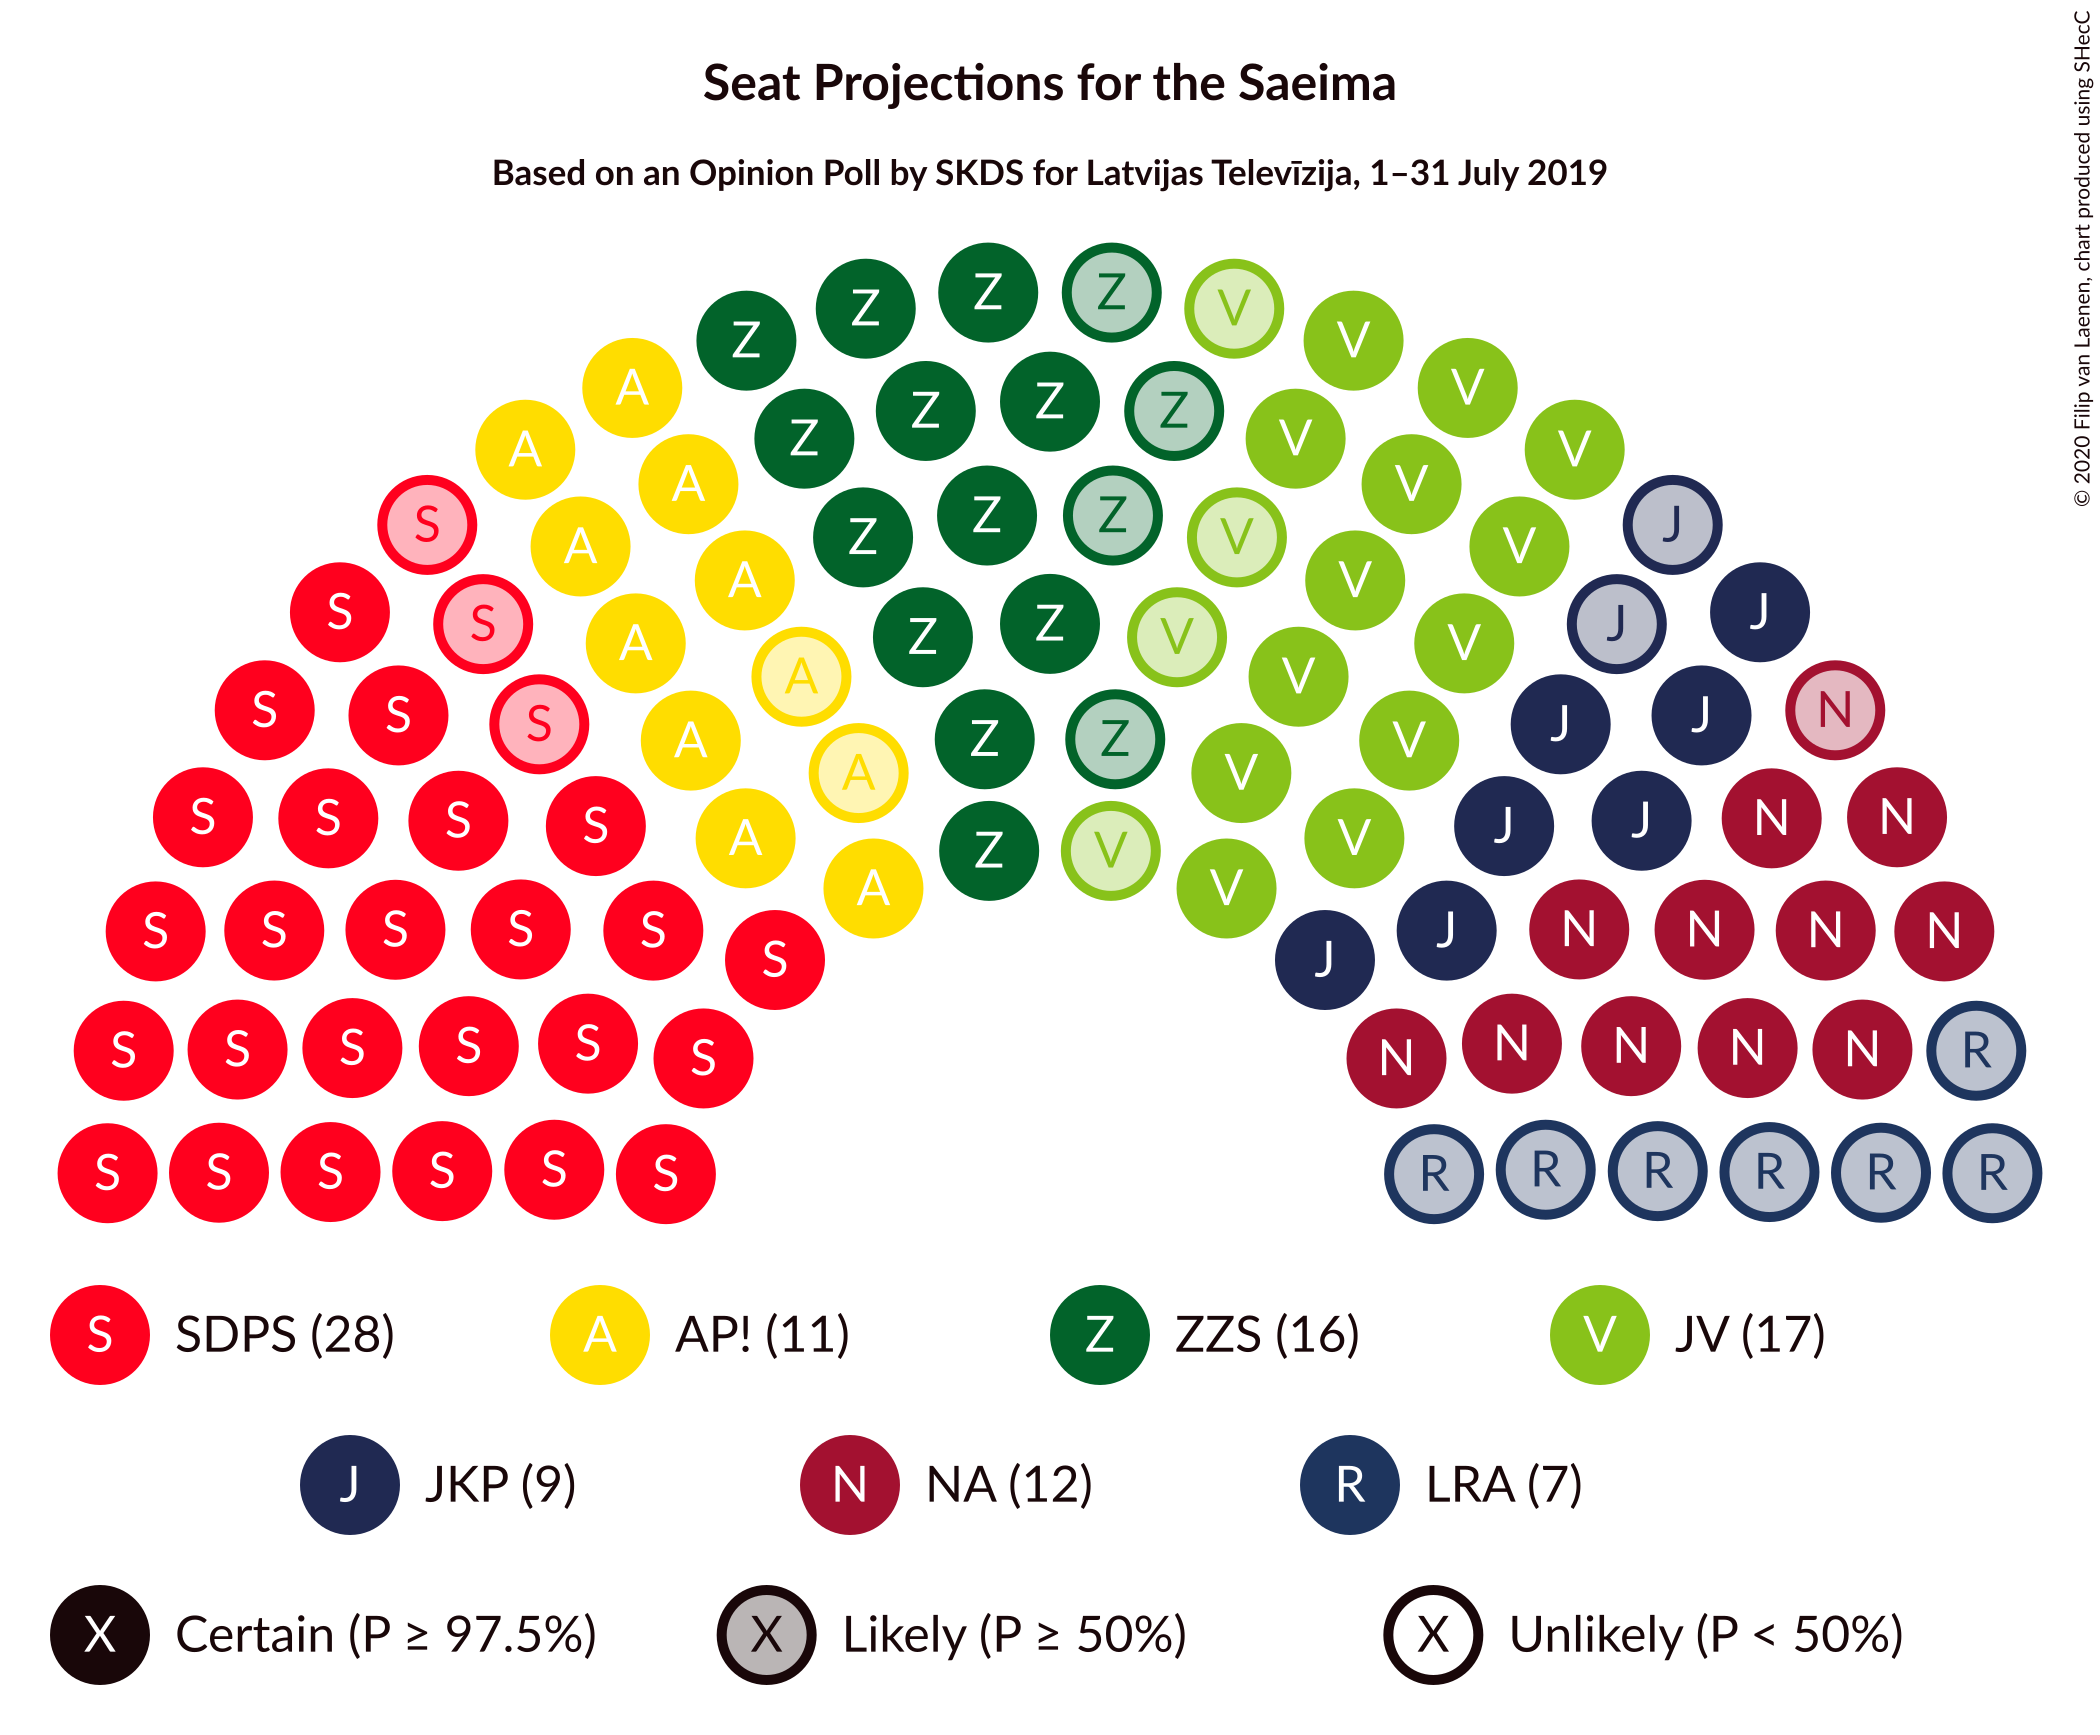 © 2020 Filip van Laenen, chart produced using SHecC
Seat Projections for the Saeima
Based on an Opinion Poll by SKDS for Latvijas Televīzija, 1–31 July 2019
Z Z Z Z V V
A A Z Z Z Z V V V
S A A Z Z Z V V V J
S S A A Z Z V V V J J
S S S A A Z Z V V J J N
S S S S A A Z V V V J J N N
S S S S S S A V J J N N N N
S S S S S S N N N N N R
S S S S S S R R R R R R
S SDPS (28) A AP! (11) Z ZZS (16) V JV (17)
J JKP (9) N NA (12) R LRA (7)
X Certain (P ≥ 97.5%) X Likely (P ≥ 50%) X Unlikely (P < 50%)